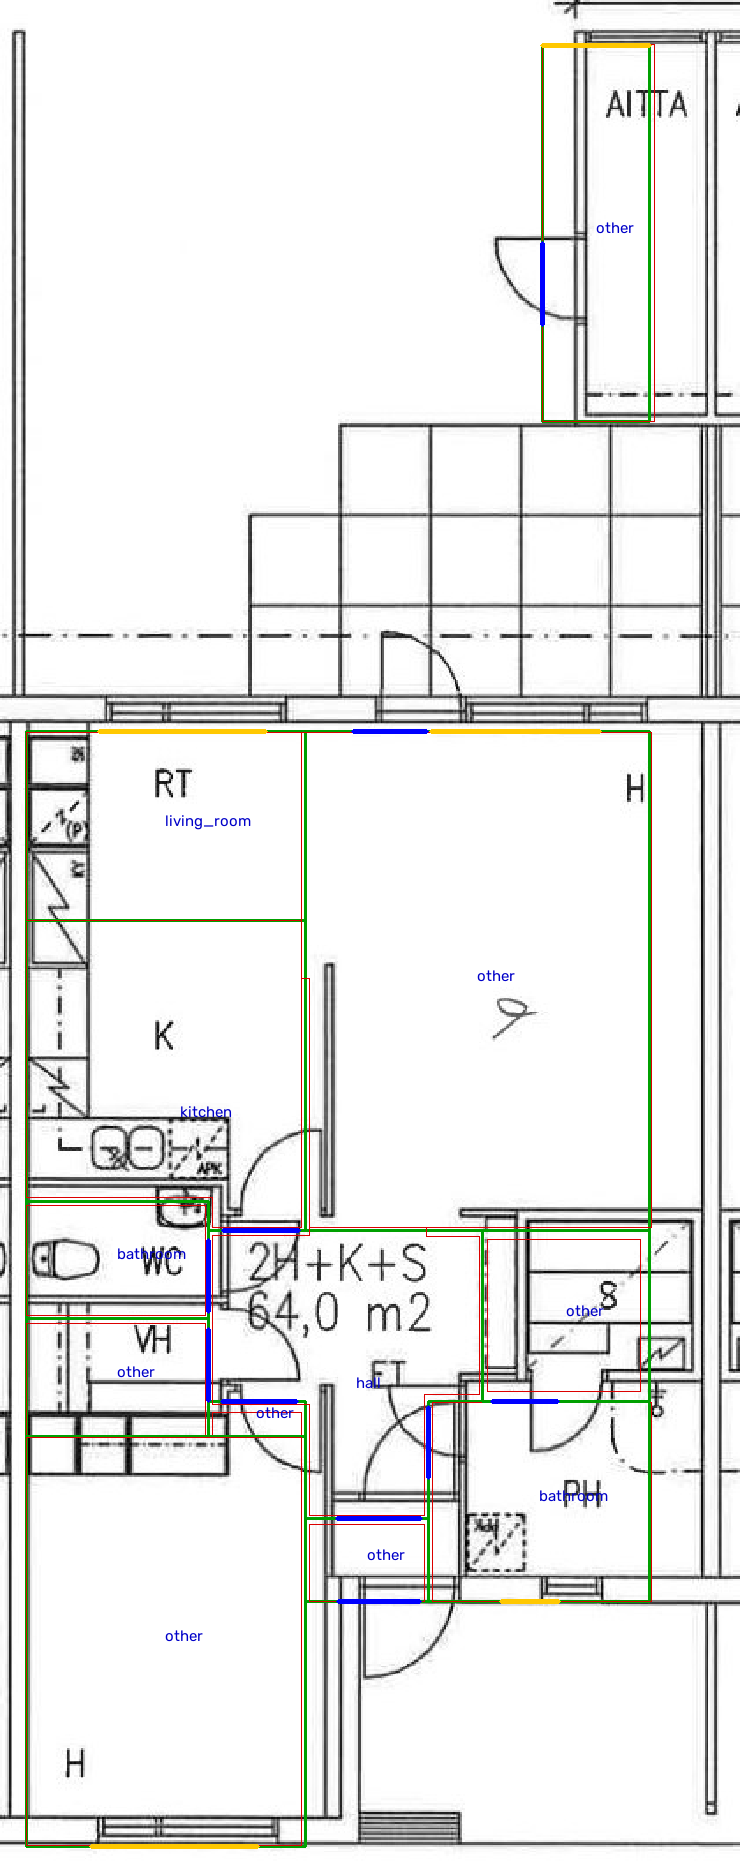 AITTA
other
RT
H
living_room
(P)
KY
other
K
kitchen
APK
bathroom
WC
2H+K+S
64,0 m2
S
other
VH
other
ET
hall
other
PH
bathroom
other
other
H